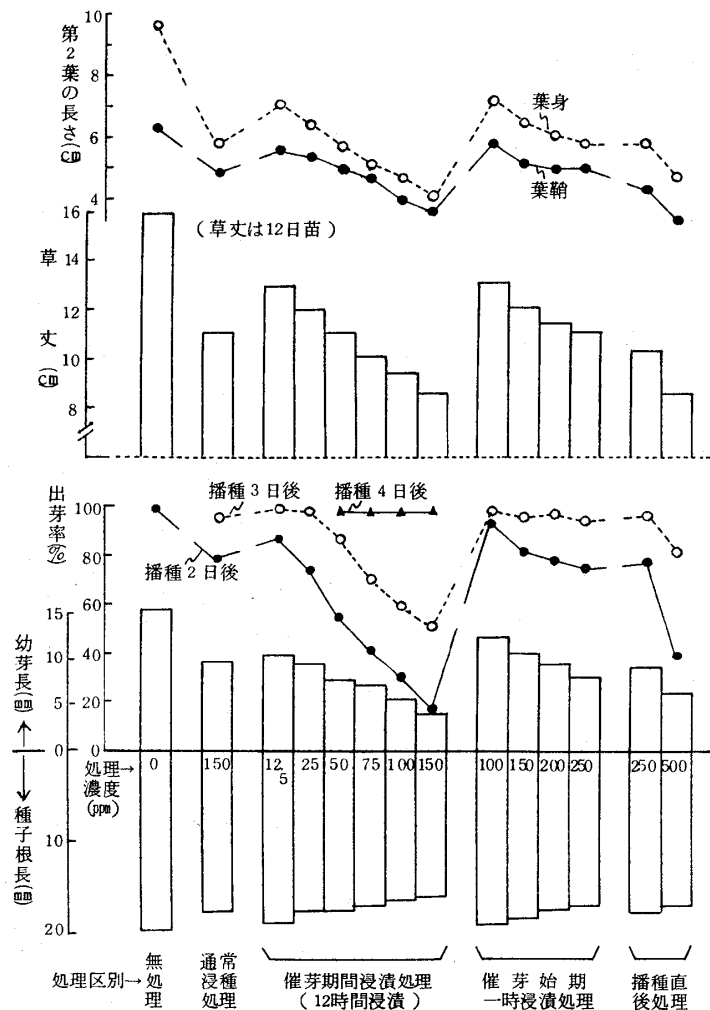 第2葉の長さ(cm)
10
8
6
4
葉身
葉鞘
(草丈は12日苗)
草丈(cm)
16
14
12
10
8
出芽率(%)
100
80
60
40
20
0
播種3日後
播種4日後
播種2日後
幼芽長(mm)
15
10
5
0
処理→ 0 150 12.5 25 50 75 100 150 100 150 200 250 250 500
濃度
(ppm)
種子根長(mm)
10
20
処理区別→ 無処理 通常浸種処理 催芽期間浸漬処理 催芽始期 播種直
(12時間浸漬) 一時浸漬処理 後処理